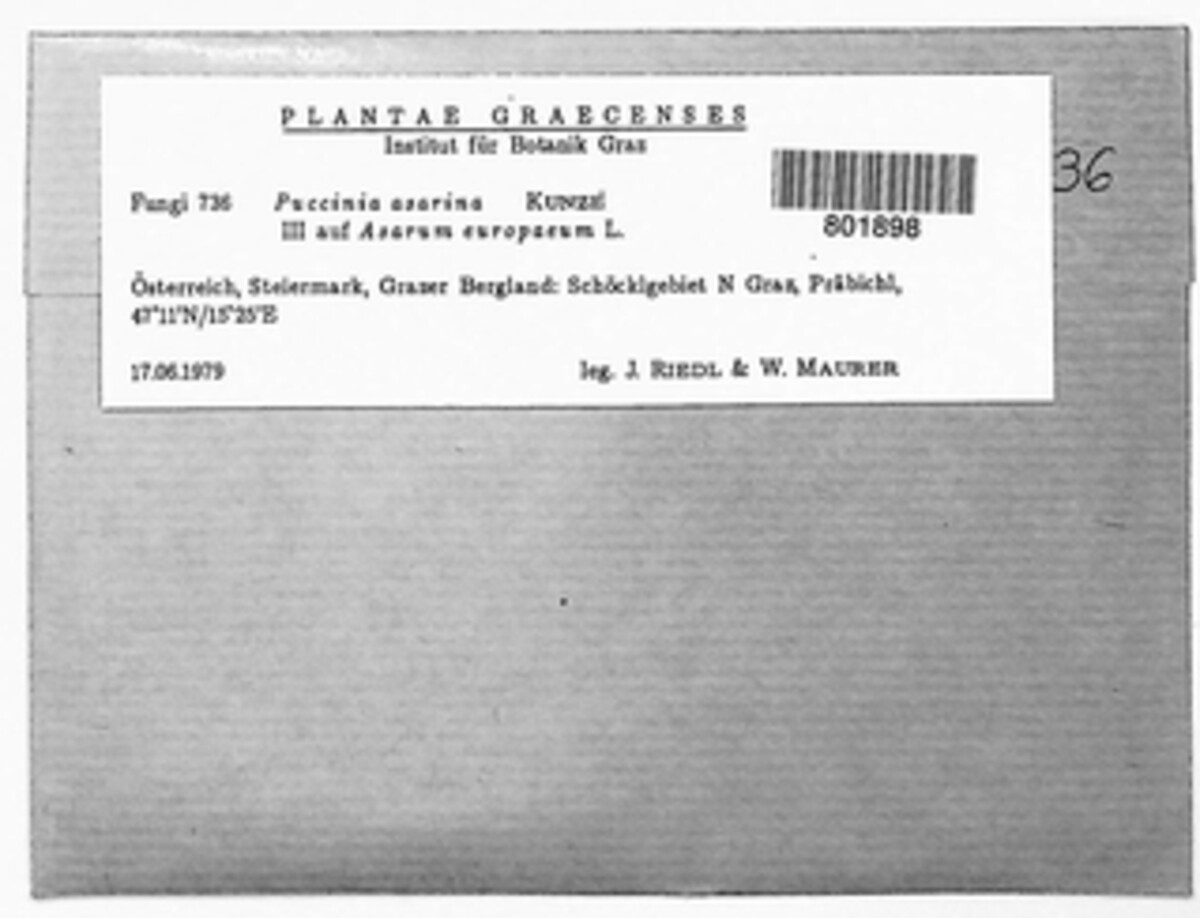 PLANTAE GRAECENSES
Institut für Botanik Graz
Fungi 736 Puccinia asarina KUNZE
III auf Asarum europaeum L.
801898
36
Österreich, Steiermark, Grazer Bergland: Schöcklgebiet N Graz, Präbichl,
47°11'N/15°25'E
17.06.1979
leg. J. RIEDL & W. MAURER